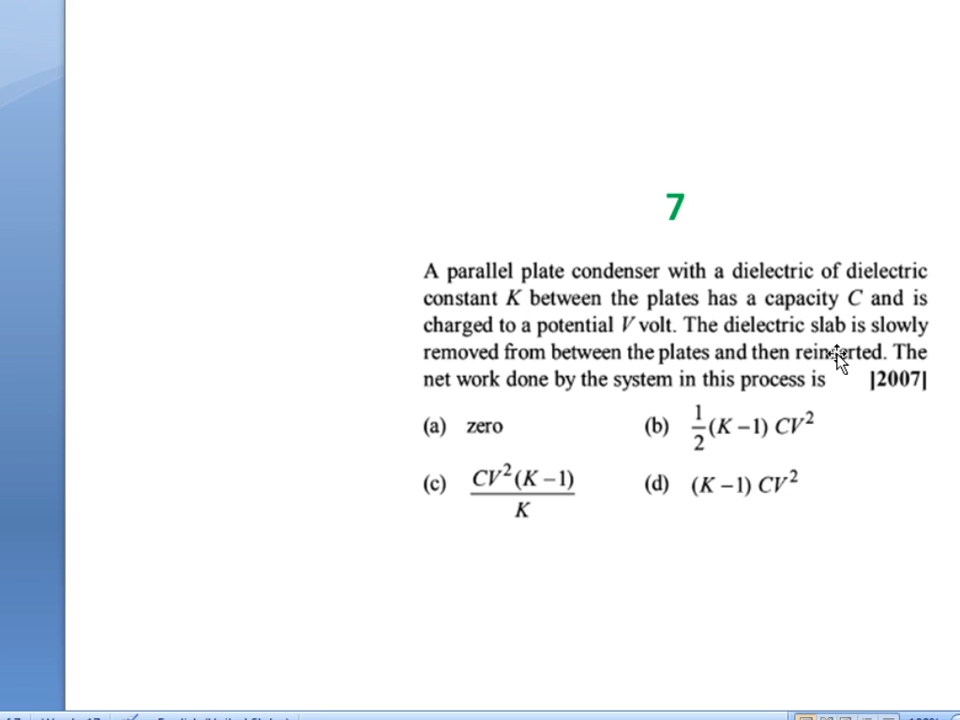 7
A parallel plate condenser with a dielectric of dielectric
constant K between the plates has a capacity C and is
charged to a potential V volt. The dielectric slab is slowly
removed from between the plates and then reinserted. The
net work done by the system in this process is [2007]
(a) zero (b) 1/2 (K – 1) CV²
(c) CV² (K – 1) / K (d) (K – 1) CV²